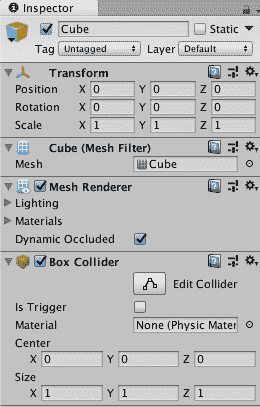 Inspector
Cube Static
Tag Untagged Layer Default
Transform
Position X 0 Y 0 Z 0
Rotation X 0 Y 0 Z 0
Scale X 1 Y 1 Z 1
Cube (Mesh Filter)
Mesh Cube
Mesh Renderer
Lighting
Materials
Dynamic Occluded
Box Collider
Edit Collider
Is Trigger
Material None (Physic Mater
Center
X 0 Y 0 Z 0
Size
X 1 Y 1 Z 1